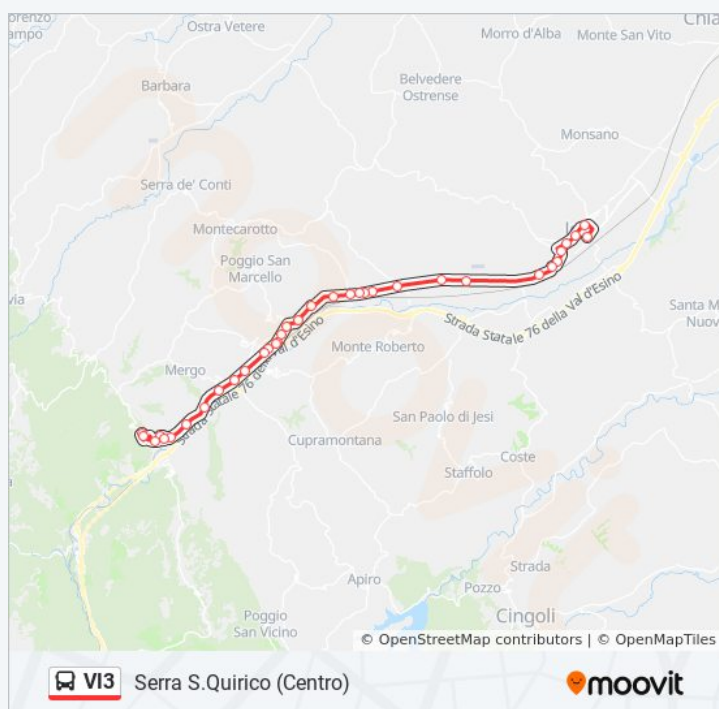 Chia
Ostra Vetere
Morro d'Alba
Monte San Vito
orenzo
ampo
Belvedere
Ostrense
Barbara
Monsano
Serra de' Conti
Montecarotto
Poggio San
Marcello
via
Strada Statale 76 della Val d'Esino
Santa M
Nuov
Monte Roberto
Mergo
Strada Statale 76 della Val d'Esino
San Paolo di Jesi
Cupramontana
Coste
Staffolo
Strada
Apiro
Pozzo
Cingoli
Poggio
San Vicino
© OpenStreetMap contributors | © OpenMapTiles
VI3 Serra S.Quirico (Centro)
moovit